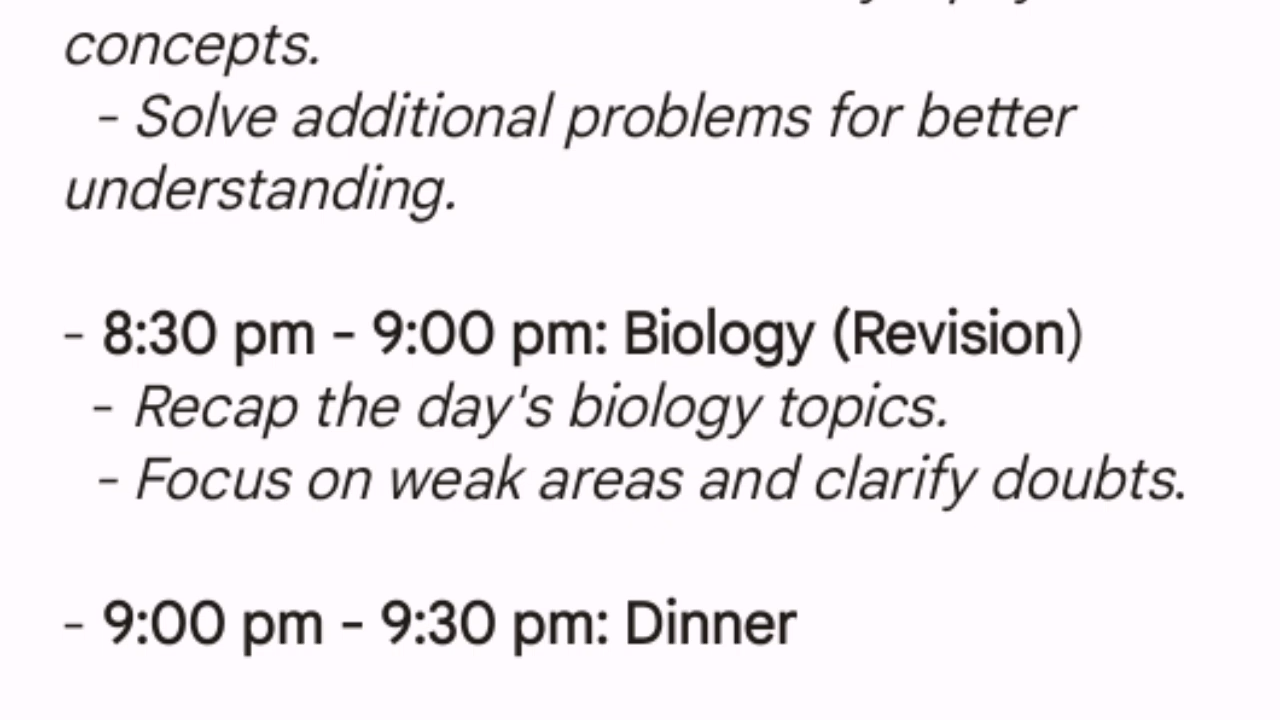 concepts.
- Solve additional problems for better
understanding.
- 8:30 pm - 9:00 pm: Biology (Revision)
- Recap the day's biology topics.
- Focus on weak areas and clarify doubts.
- 9:00 pm - 9:30 pm: Dinner